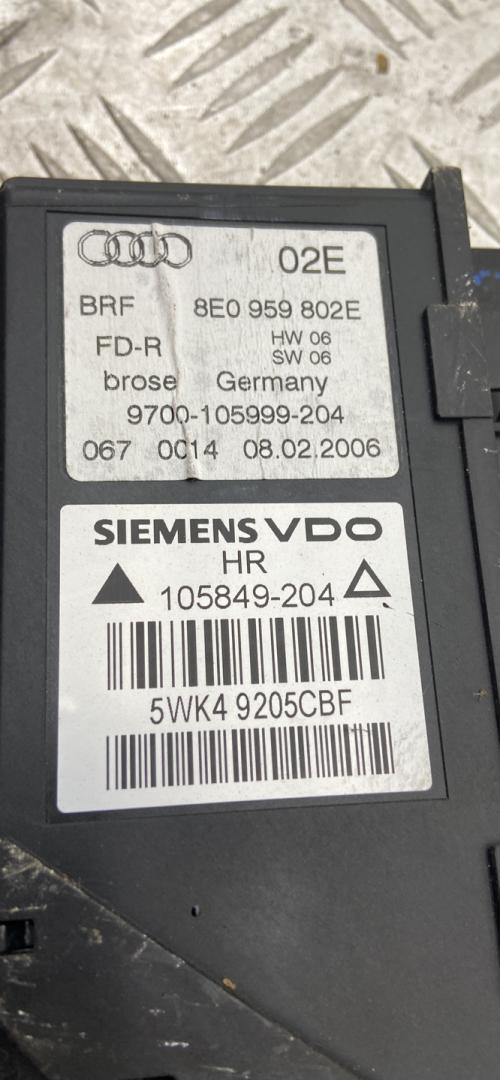 02E
BRF 8E0 959 802E
FD-R HW 06
SW 06
brose Germany
9700-105999-204
067 0014 08.02.2006
SIEMENS VDO
HR
105849-204
5WK4 9205CBF